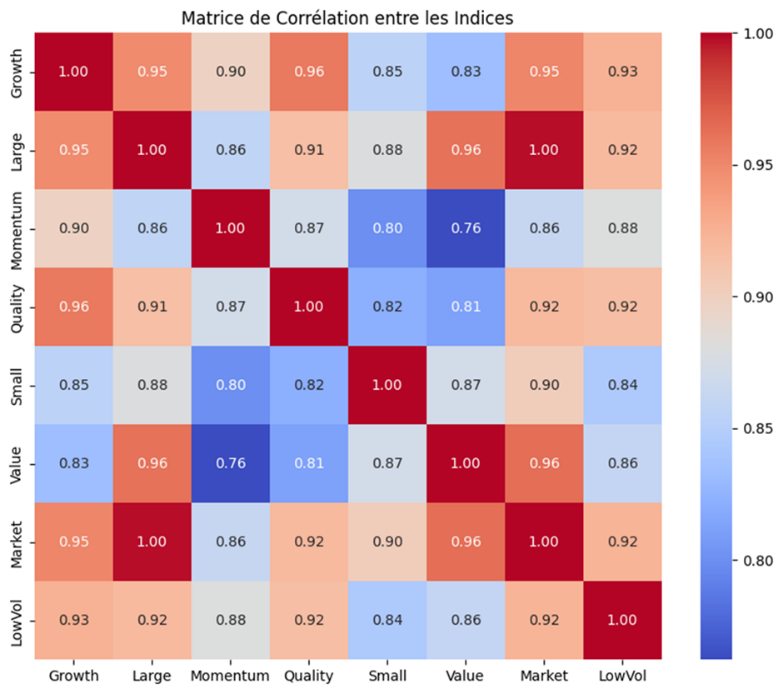 Matrice de Corrélation entre les Indices
Growth 1.00 0.95 0.90 0.96 0.85 0.83 0.95 0.93
Large 0.95 1.00 0.86 0.91 0.88 0.96 1.00 0.92
Momentum 0.90 0.86 1.00 0.87 0.80 0.76 0.86 0.88
Quality 0.96 0.91 0.87 1.00 0.82 0.81 0.92 0.92
Small 0.85 0.88 0.80 0.82 1.00 0.87 0.90 0.84
Value 0.83 0.96 0.76 0.81 0.87 1.00 0.96 0.86
Market 0.95 1.00 0.86 0.92 0.90 0.96 1.00 0.92
LowVol 0.93 0.92 0.88 0.92 0.84 0.86 0.92 1.00
Growth Large Momentum Quality Small Value Market LowVol
1.00
0.95
0.90
0.85
0.80